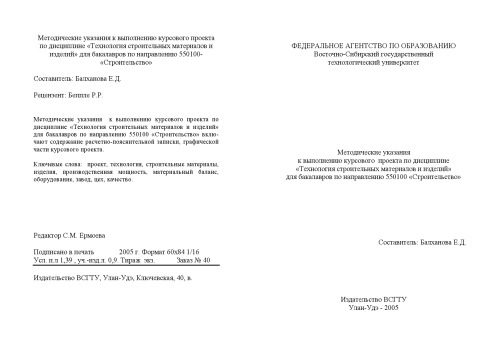 Методические указания к выполнению курсового проекта
по дисциплине «Технология строительных материалов и
изделий» для бакалавров по направлению 550100-
«Строительство»
Составитель: Балханова Е.Д.
Рецензент: Беппле Р.Р.
Методические указания к выполнению курсового проекта по
дисциплине «Технология строительных материалов и изделий»
для бакалавров по направлению 550100 «Строительство» вклю-
чают содержание расчетно-пояснительной записки, графической
части курсового проекта.
Ключевые слова: проект, технология, строительные материалы,
изделия, производственная мощность, материальный баланс,
оборудование, завод, цех, качество.
Редактор С.М. Ермоева
Подписано в печать 2005 г. Формат 60х84 1/16
Усл. п.л 1,39 , уч.-изд.л. 0,9. Тираж экз. Заказ № 40
Издательство ВСГТУ, Улан-Удэ, Ключевская, 40, в.
ФЕДЕРАЛЬНОЕ АГЕНТСТВО ПО ОБРАЗОВАНИЮ
Восточно-Сибирский государственный
технологический университет
Методические указания
к выполнению курсового проекта по дисциплине
«Технология строительных материалов и изделий»
для бакалавров по направлению 550100 «Строительство»
Составитель: Балханова Е.Д.
Издательство ВСГТУ
Улан-Удэ - 2005